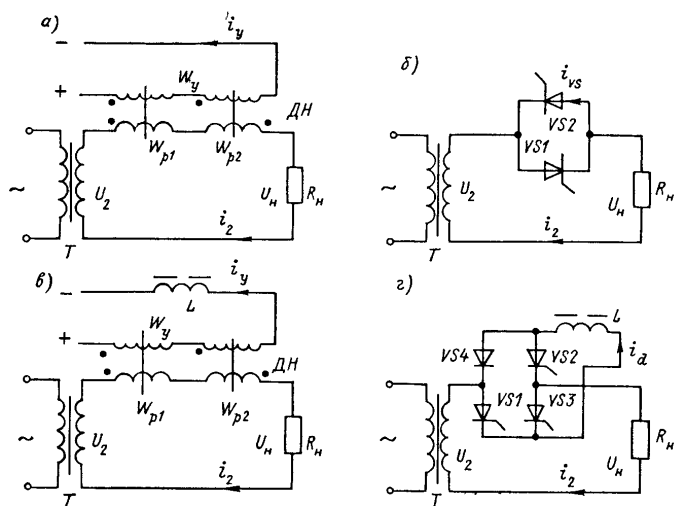 а)
− i_у
+ W_у
ДН
W_р1 W_р2
~ U_2 U_н R_н
i_2
T
б)
i_vs
VS2
VS1
U_2 U_н R_н
~ i_2
T
в)
− L i_у
+ W_у
ДН
W_р1 W_р2
~ U_2 U_н R_н
i_2
T
г)
L
VS4 VS2 i_d
VS1 VS3
~ U_2 U_н R_н
i_2
T